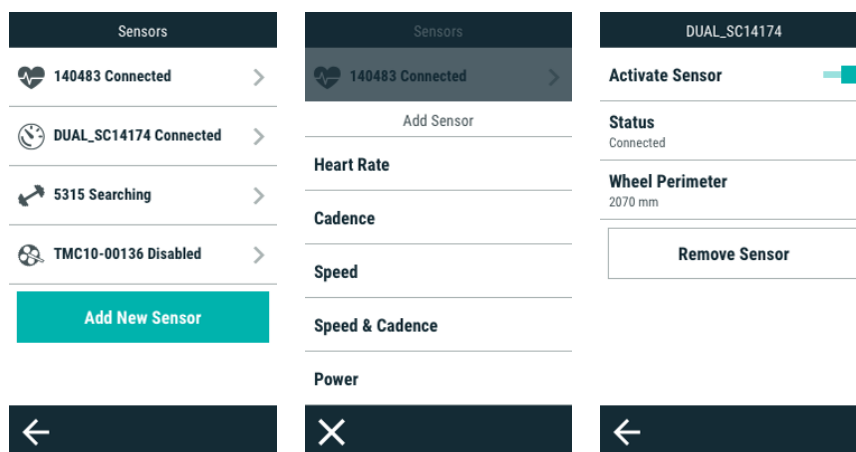 Sensors
140483 Connected
DUAL_SC14174 Connected
5315 Searching
TMC10-00136 Disabled
Add New Sensor
Sensors
140483 Connected
Add Sensor
Heart Rate
Cadence
Speed
Speed & Cadence
Power
DUAL_SC14174
Activate Sensor
Status
Connected
Wheel Perimeter
2070 mm
Remove Sensor